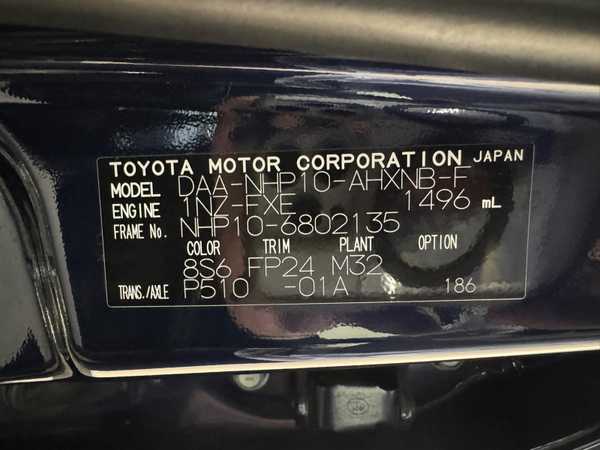 TOYOTA MOTOR CORPORATION JAPAN
MODEL DAA-NHP10-AHXNB-F
ENGINE 1NZ-FXE 1496 mL
FRAME No. NHP10-6802135
COLOR TRIM PLANT OPTION
8S6 FP24 M32
TRANS./AXLE P510 -01A 186